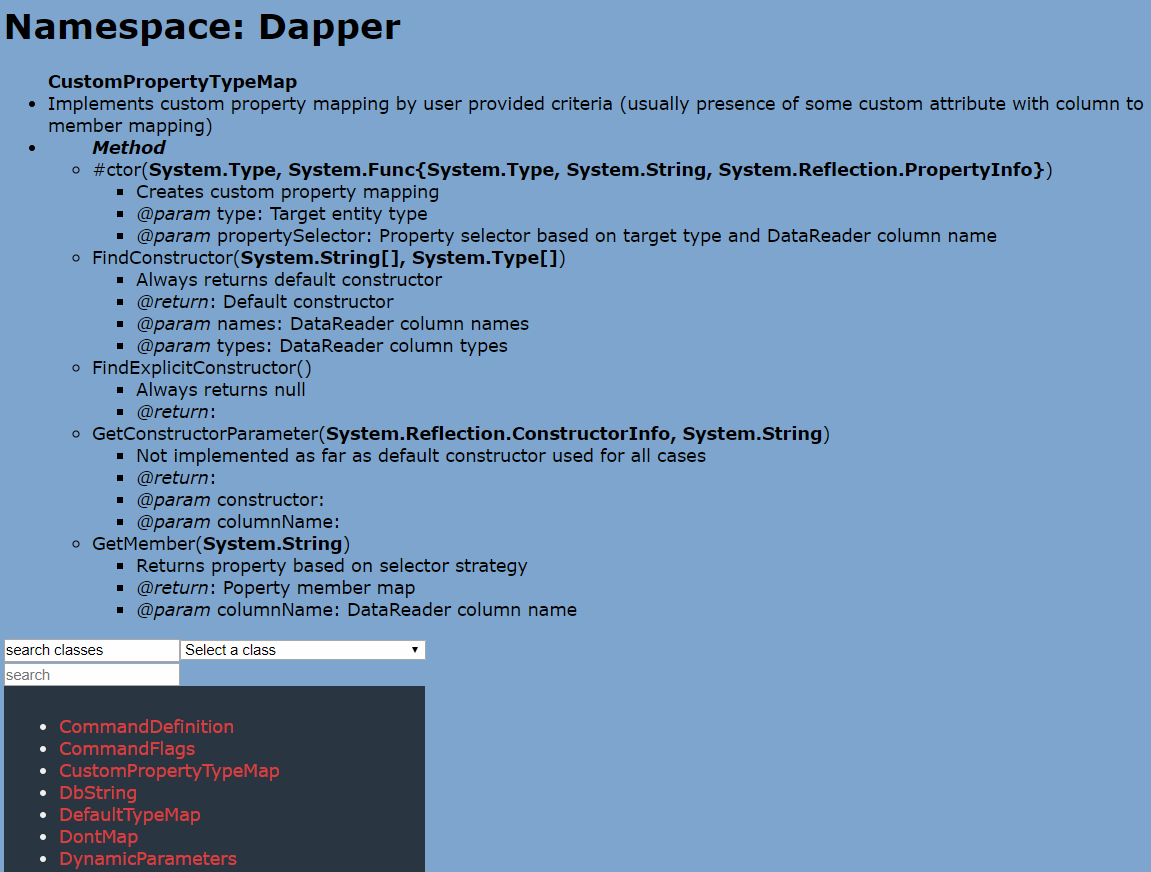 Namespace: Dapper
CustomPropertyTypeMap
Implements custom property mapping by user provided criteria (usually presence of some custom attribute with column to
member mapping)
Method
#ctor(System.Type, System.Func{System.Type, System.String, System.Reflection.PropertyInfo})
Creates custom property mapping
@param type: Target entity type
@param propertySelector: Property selector based on target type and DataReader column name
FindConstructor(System.String[], System.Type[])
Always returns default constructor
@return: Default constructor
@param names: DataReader column names
@param types: DataReader column types
FindExplicitConstructor()
Always returns null
@return:
GetConstructorParameter(System.Reflection.ConstructorInfo, System.String)
Not implemented as far as default constructor used for all cases
@return:
@param constructor:
@param columnName:
GetMember(System.String)
Returns property based on selector strategy
@return: Poperty member map
@param columnName: DataReader column name
search classes Select a class
search
CommandDefinition
CommandFlags
CustomPropertyTypeMap
DbString
DefaultTypeMap
DontMap
DynamicParameters